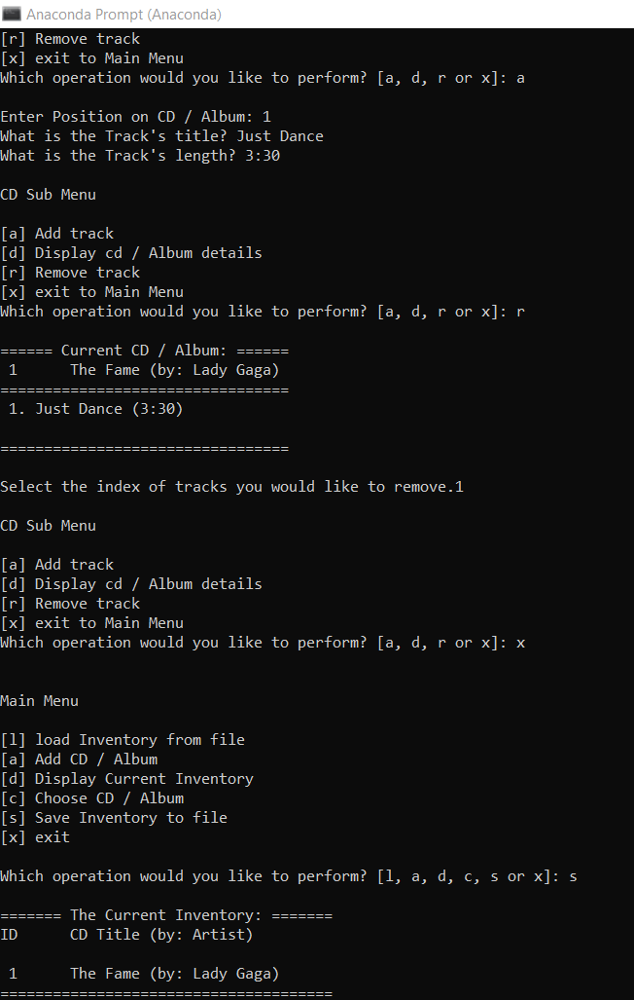 Anaconda Prompt (Anaconda)
[r] Remove track
[x] exit to Main Menu
Which operation would you like to perform? [a, d, r or x]: a
Enter Position on CD / Album: 1
What is the Track's title? Just Dance
What is the Track's length? 3:30
CD Sub Menu
[a] Add track
[d] Display cd / Album details
[r] Remove track
[x] exit to Main Menu
Which operation would you like to perform? [a, d, r or x]: r
====== Current CD / Album: ======
1 The Fame (by: Lady Gaga)
=================================
1. Just Dance (3:30)
=================================
Select the index of tracks you would like to remove.1
CD Sub Menu
[a] Add track
[d] Display cd / Album details
[r] Remove track
[x] exit to Main Menu
Which operation would you like to perform? [a, d, r or x]: x
Main Menu
[l] load Inventory from file
[a] Add CD / Album
[d] Display Current Inventory
[c] Choose CD / Album
[s] Save Inventory to file
[x] exit
Which operation would you like to perform? [l, a, d, c, s or x]: s
======= The Current Inventory: =======
ID CD Title (by: Artist)
1 The Fame (by: Lady Gaga)
======================================